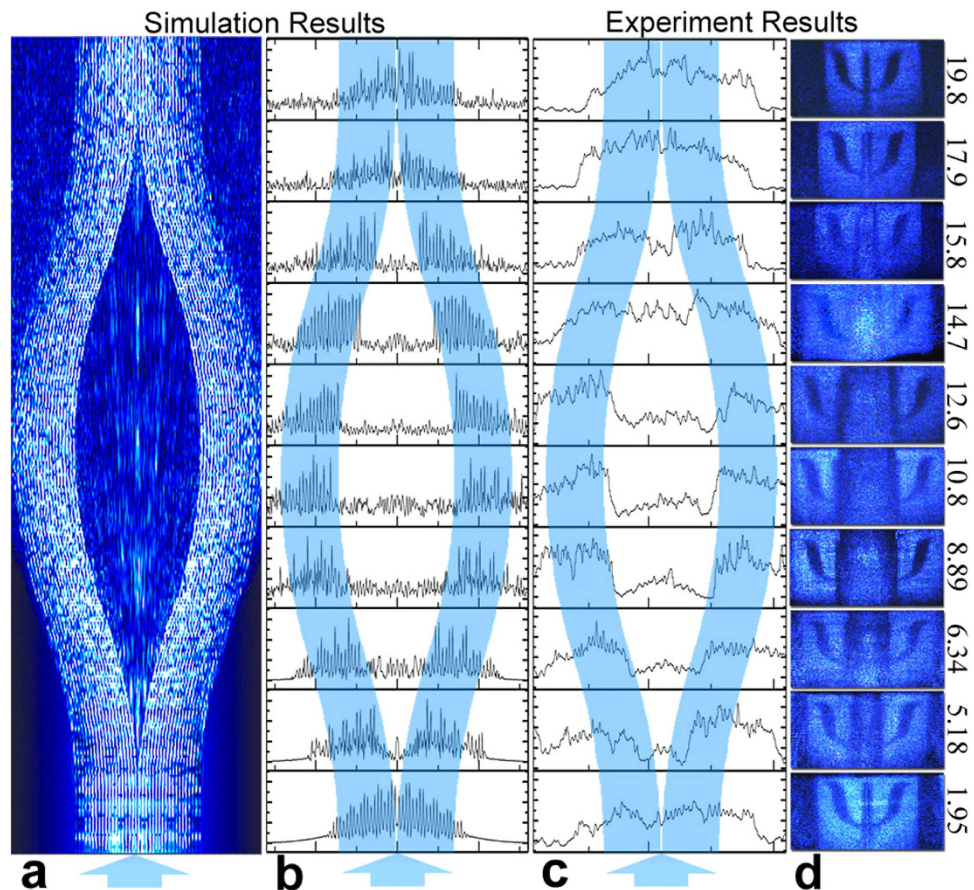 Simulation Results
Experiment Results
19.8
17.9
15.8
14.7
12.6
10.8
8.89
6.34
5.18
1.95
a
b
c
d